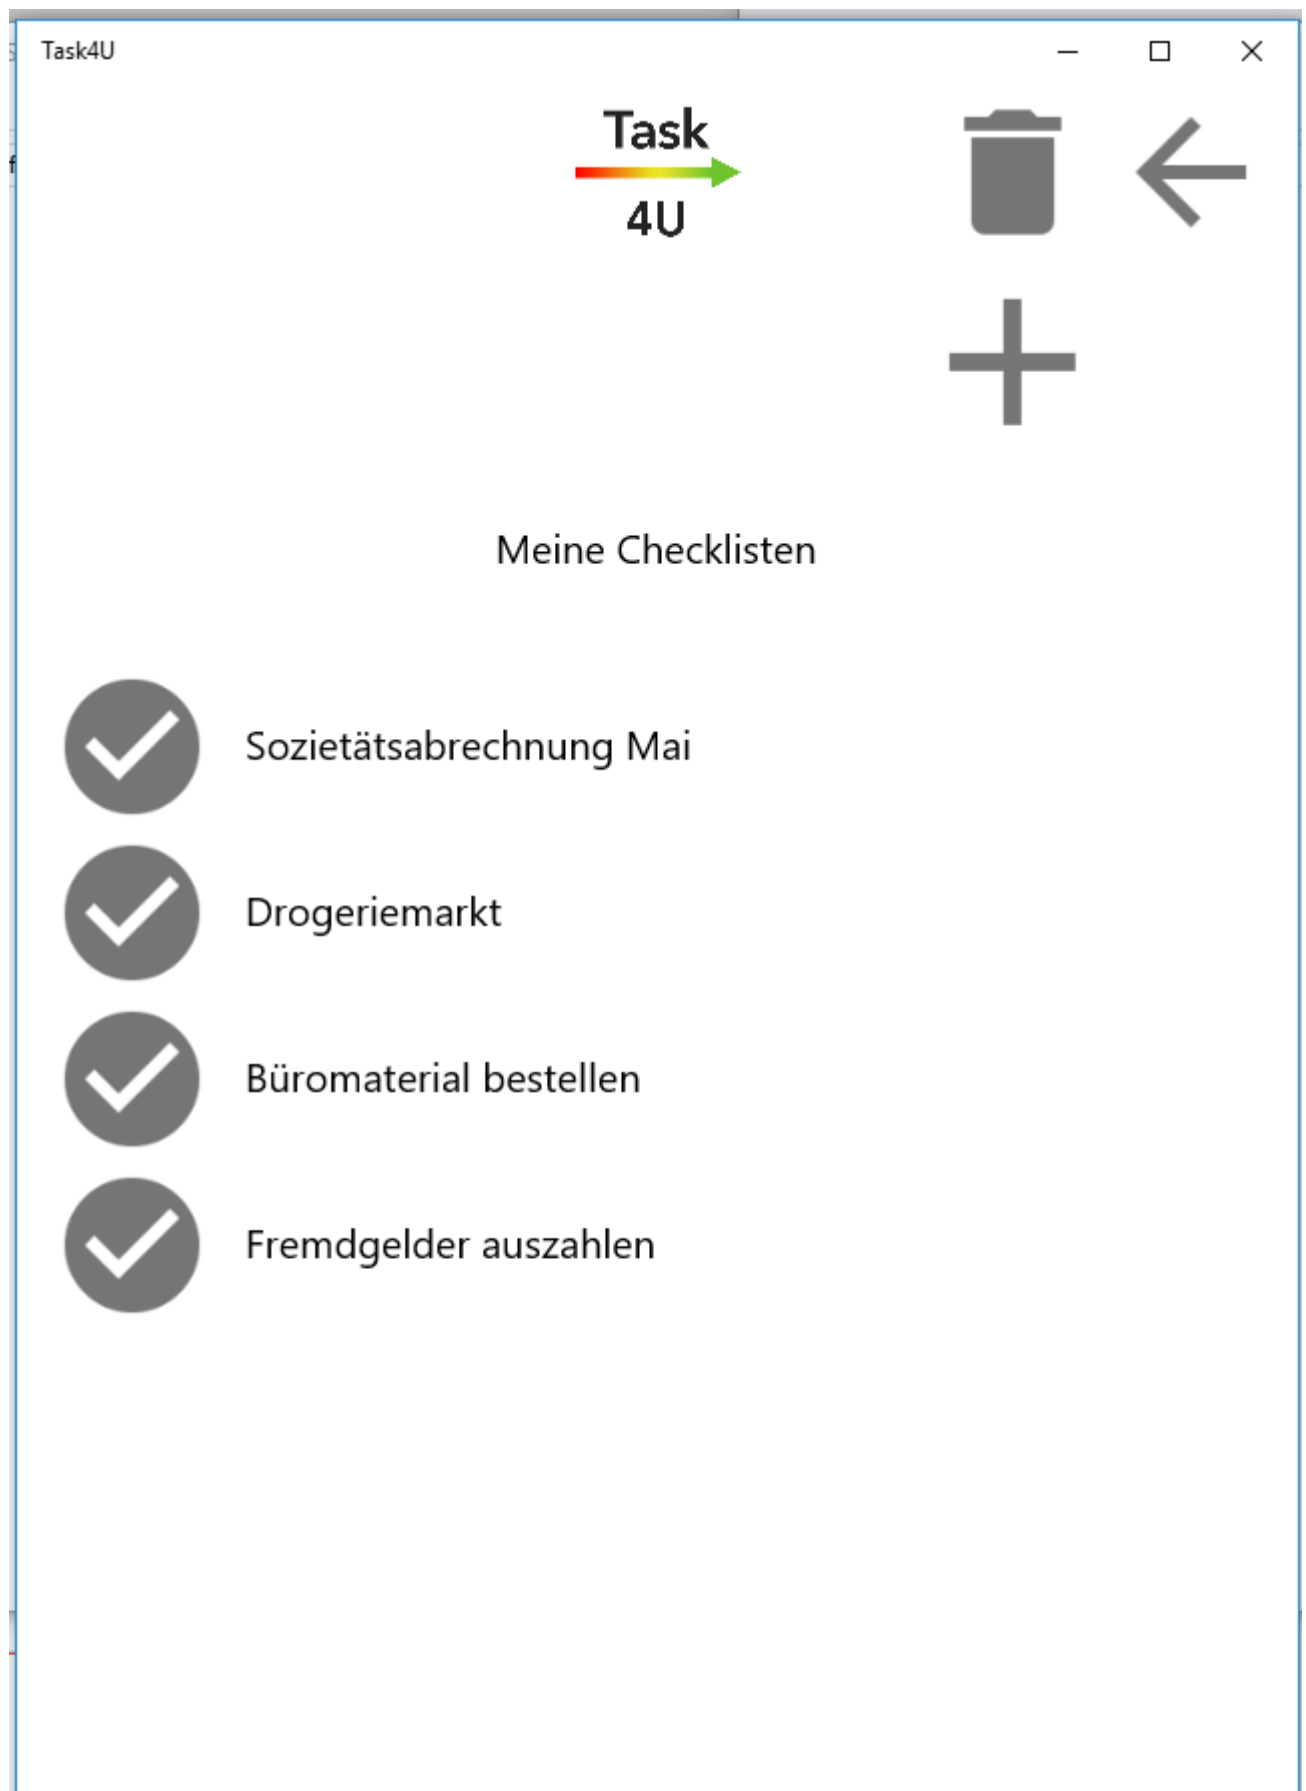 Task4U
Task
4U
Meine Checklisten
Sozietätsabrechnung Mai
Drogeriemarkt
Büromaterial bestellen
Fremdgelder auszahlen